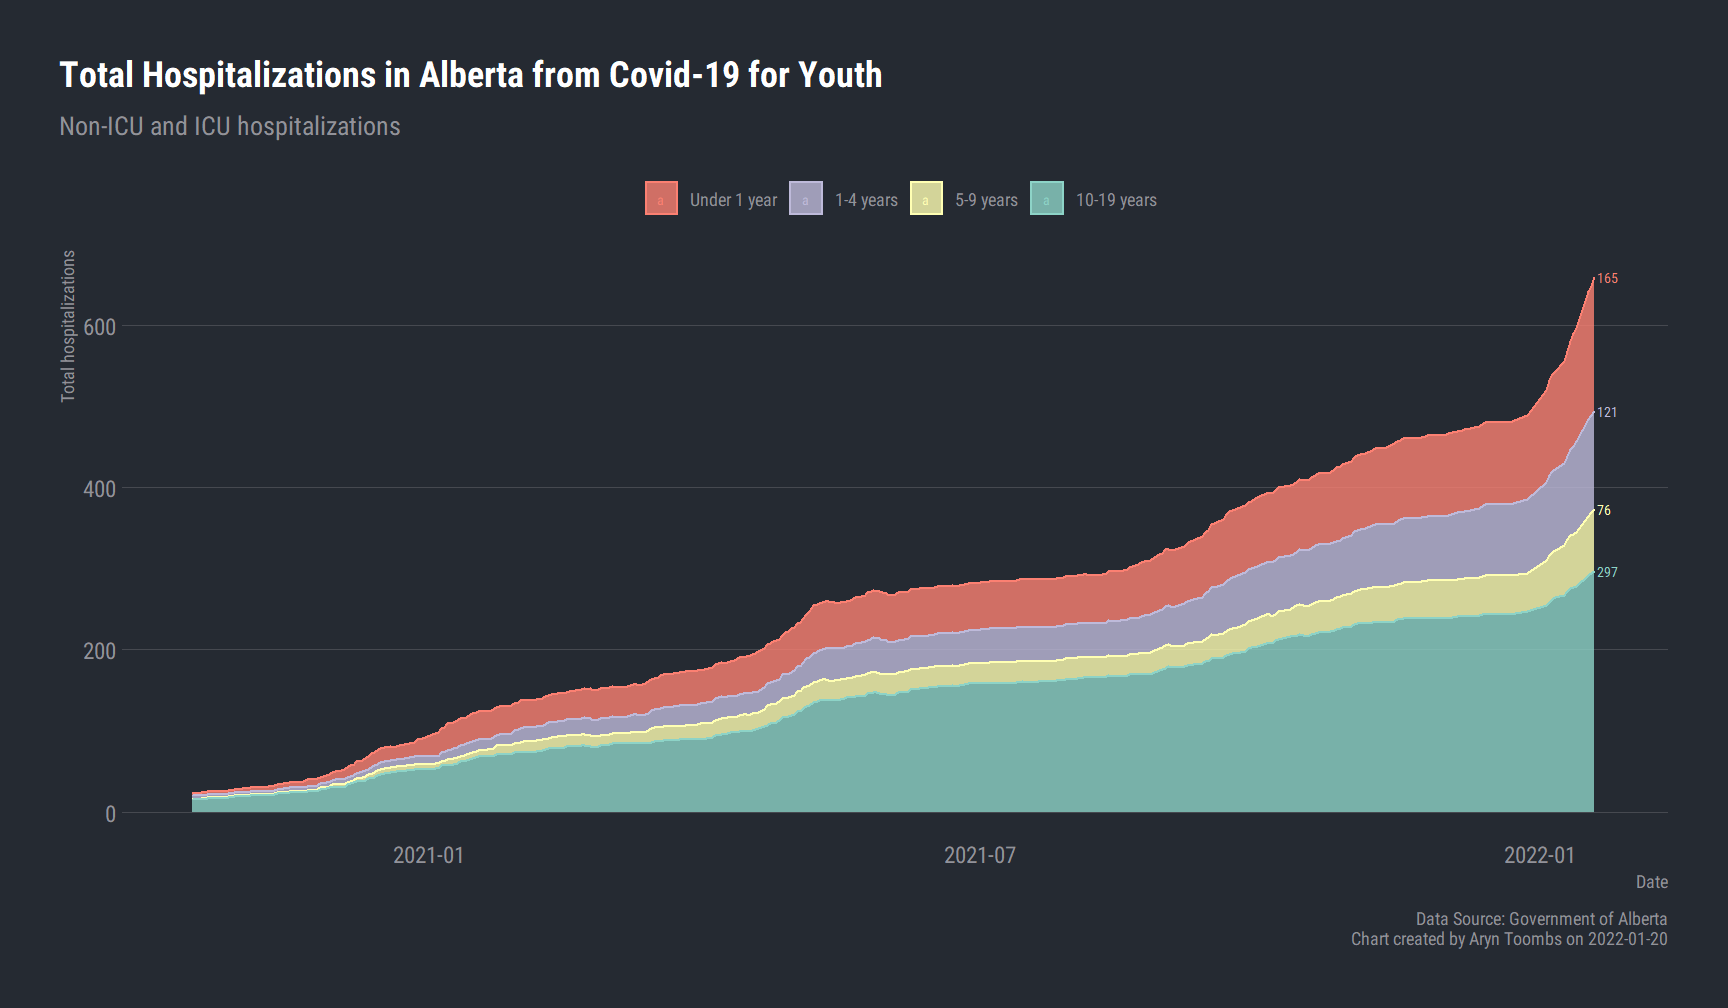 Total Hospitalizations in Alberta from Covid-19 for Youth
Non-ICU and ICU hospitalizations
a Under 1 year a 1-4 years a 5-9 years a 10-19 years
Total hospitalizations
165
600
121
400
76
297
200
0
2021-01 2021-07 2022-01
Date
Data Source: Government of Alberta
Chart created by Aryn Toombs on 2022-01-20